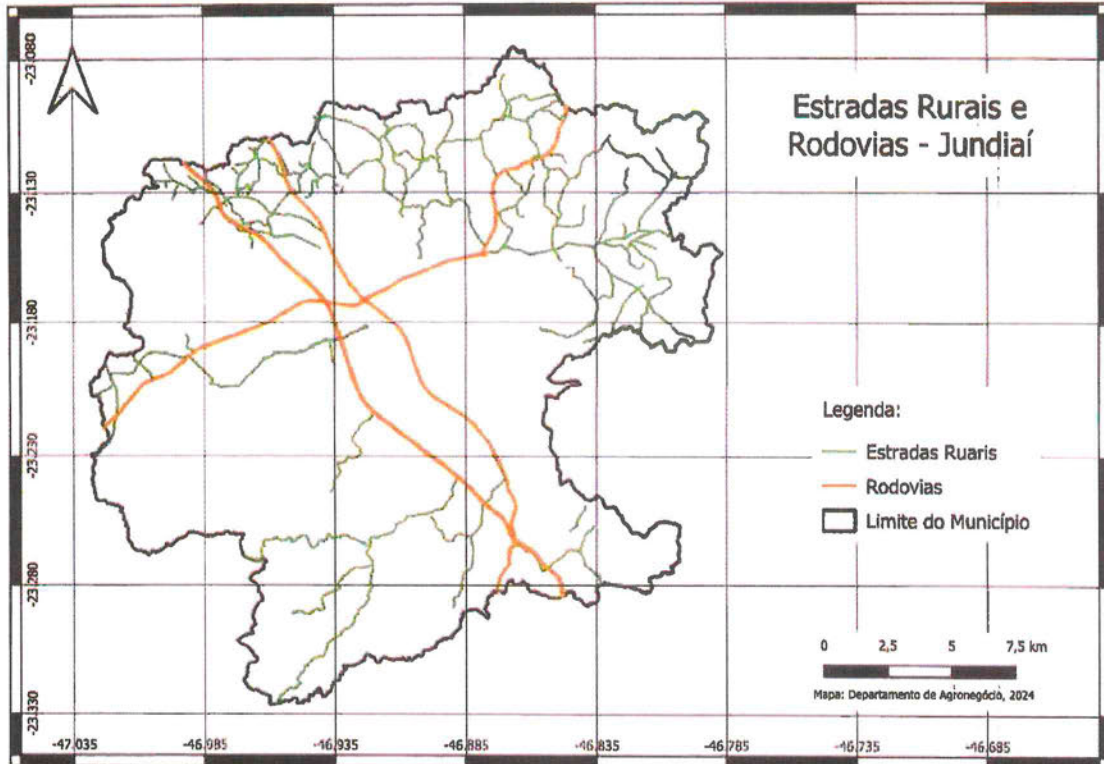 Estradas Rurais e
Rodovias - Jundiaí
Legenda:
Estradas Ruaris
Rodovias
Limite do Município
0 2,5 5 7,5 km
Mapa: Departamento de Agronegócio, 2024
-23.080
-23.130
-23.180
-23.230
-23.280
-23.330
-47.035 -46.985 -46.935 -46.885 -46.835 -46.785 -46.735 -46.685